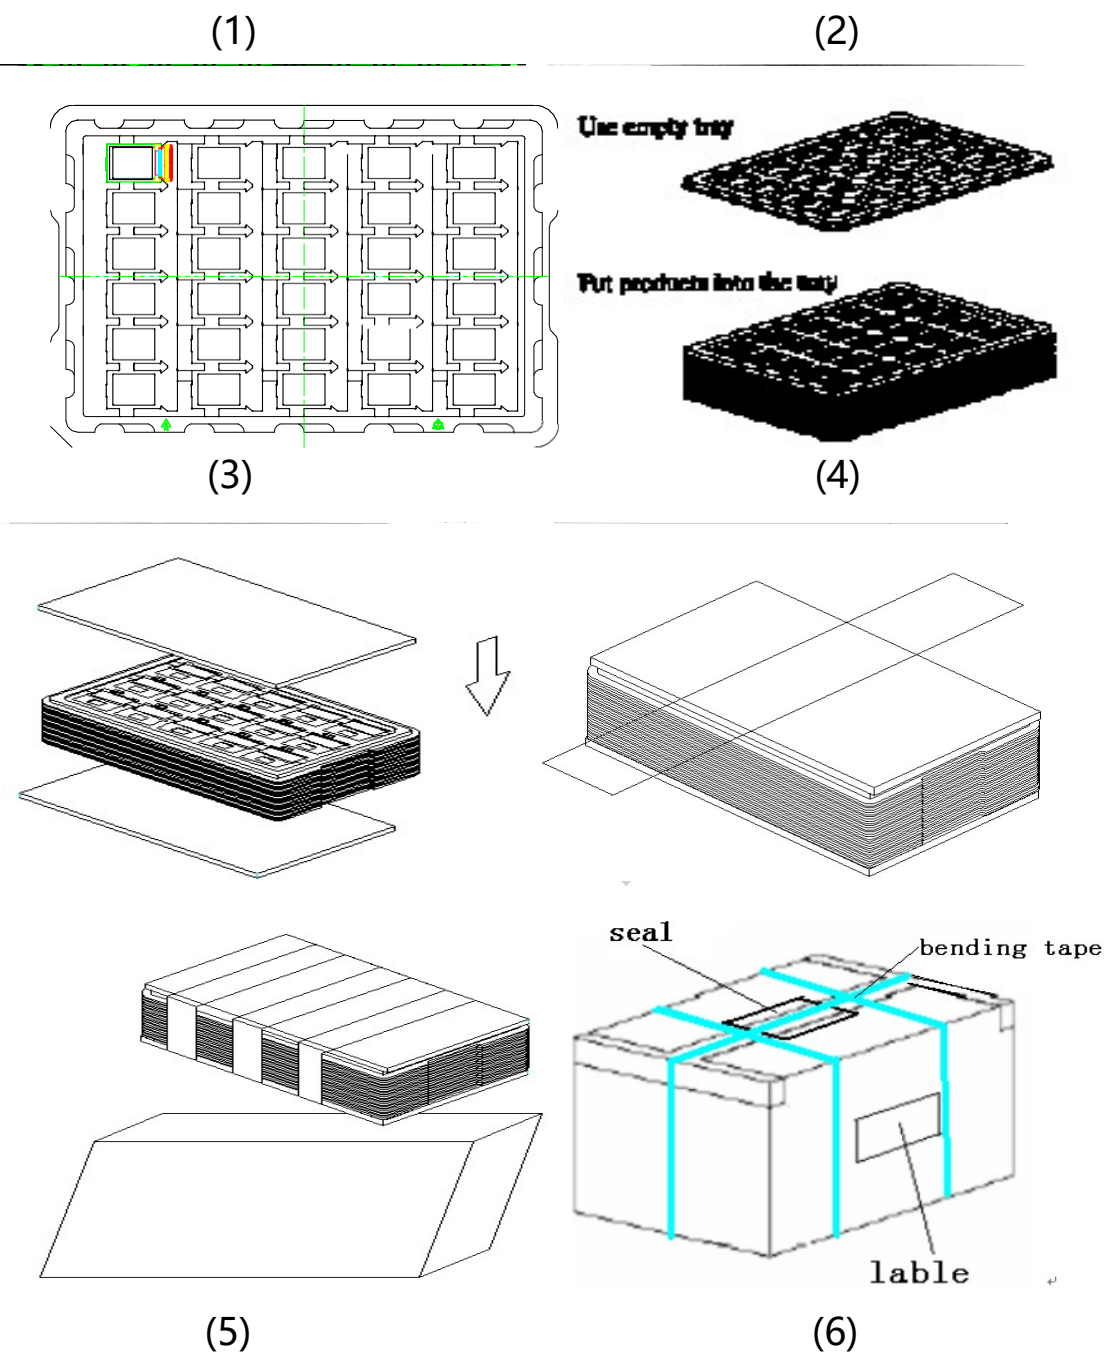 (1)
(2)
Use empty tray
Put products into the tray
(3)
(4)
seal
bending tape
lable
(5)
(6)